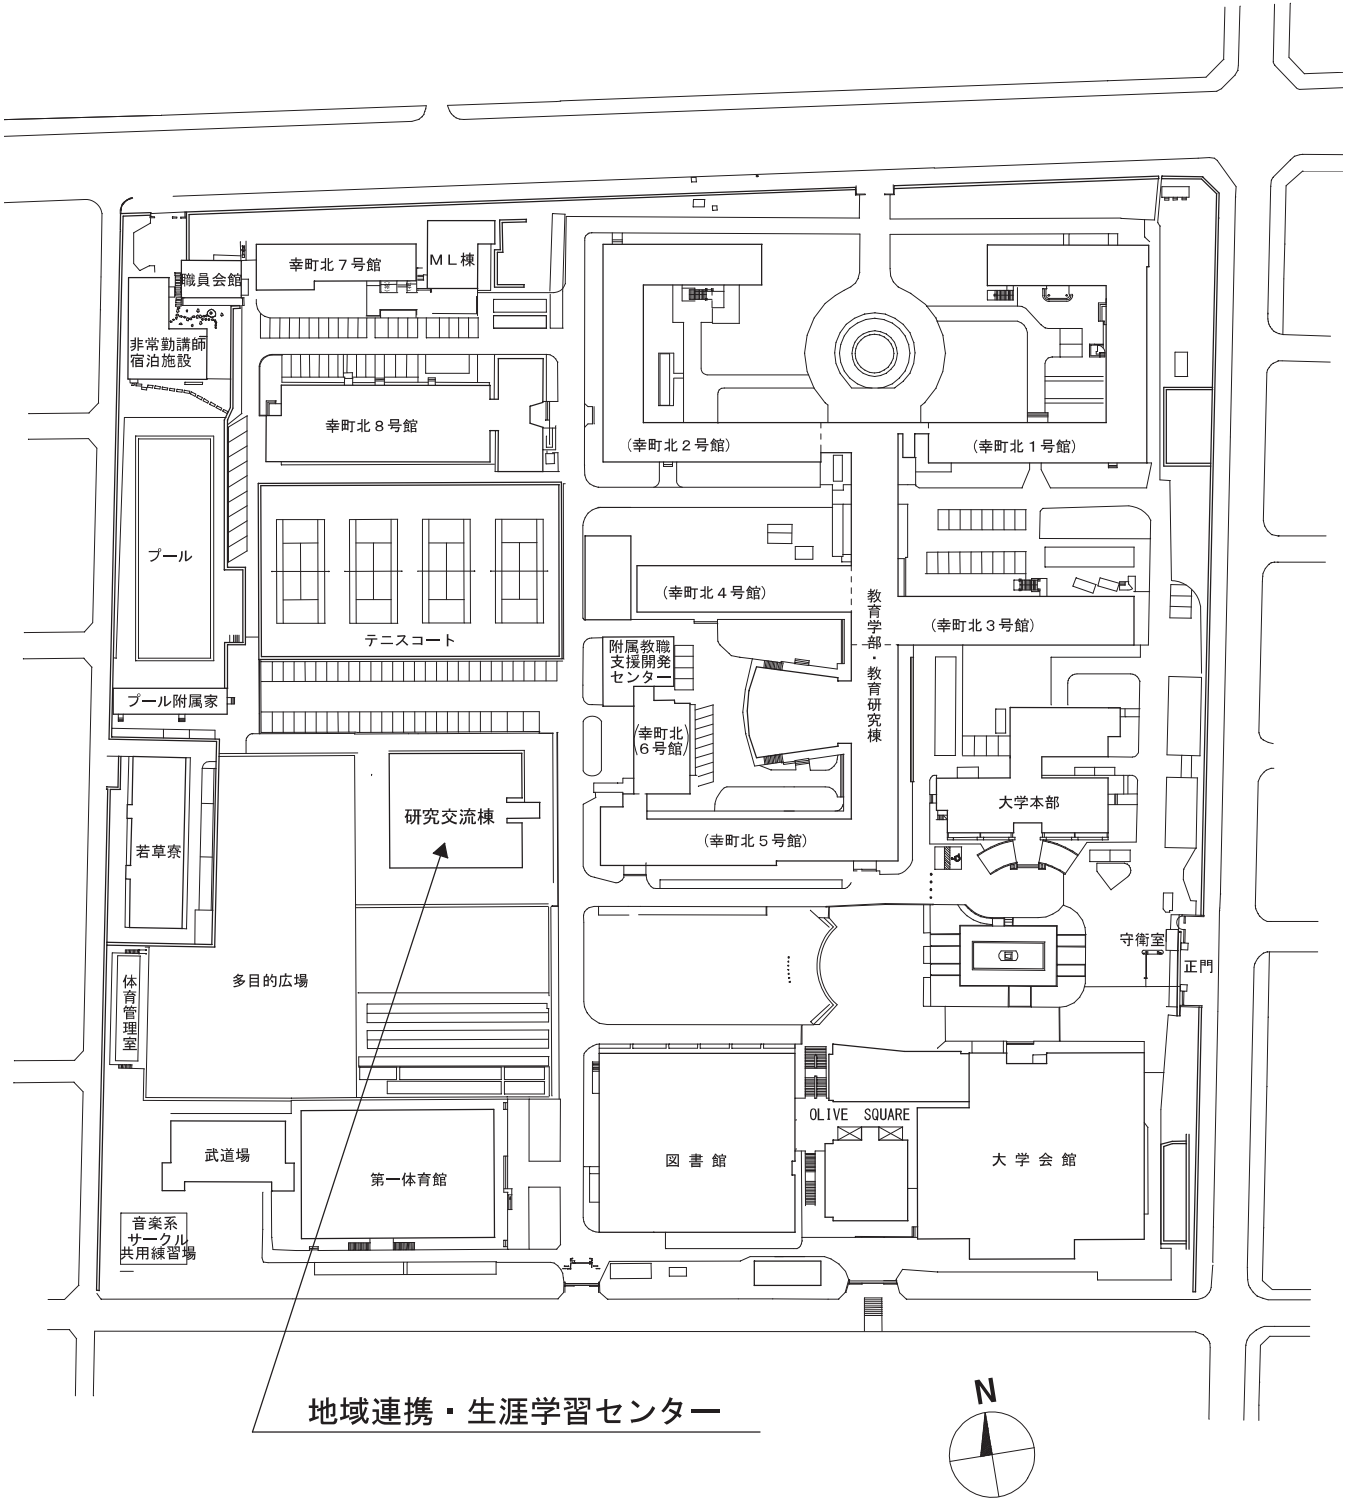 幸町北７号館
ＭＬ棟
職員会館
非常勤講師
宿泊施設
幸町北８号館
(幸町北２号館)
(幸町北１号館)
プール
テニスコート
(幸町北４号館)
教育学部・教育研究棟
(幸町北３号館)
附属教職
支援開発
センター
プール附属家
(幸町北
６号館)
大学本部
研究交流棟
若草寮
(幸町北５号館)
守衛室
正門
体育管理室
多目的広場
OLIVE SQUARE
武道場
第一体育館
図書館
大学会館
音楽系
サークル
共用練習場
地域連携・生涯学習センター
N